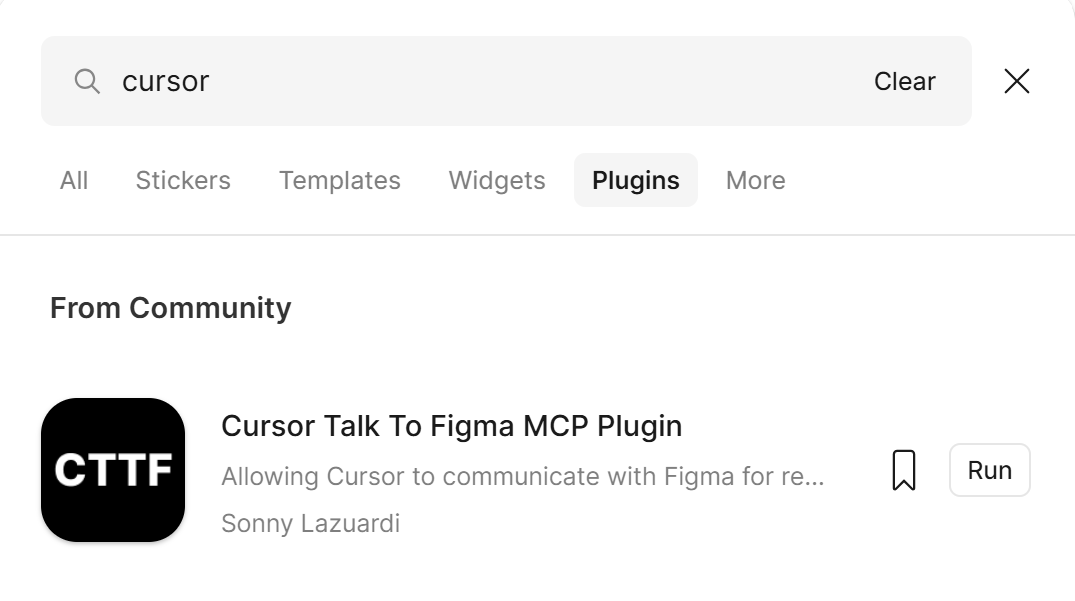 cursor Clear
All Stickers Templates Widgets Plugins More
From Community
CTTF
Cursor Talk To Figma MCP Plugin
Allowing Cursor to communicate with Figma for re...
Sonny Lazuardi
Run